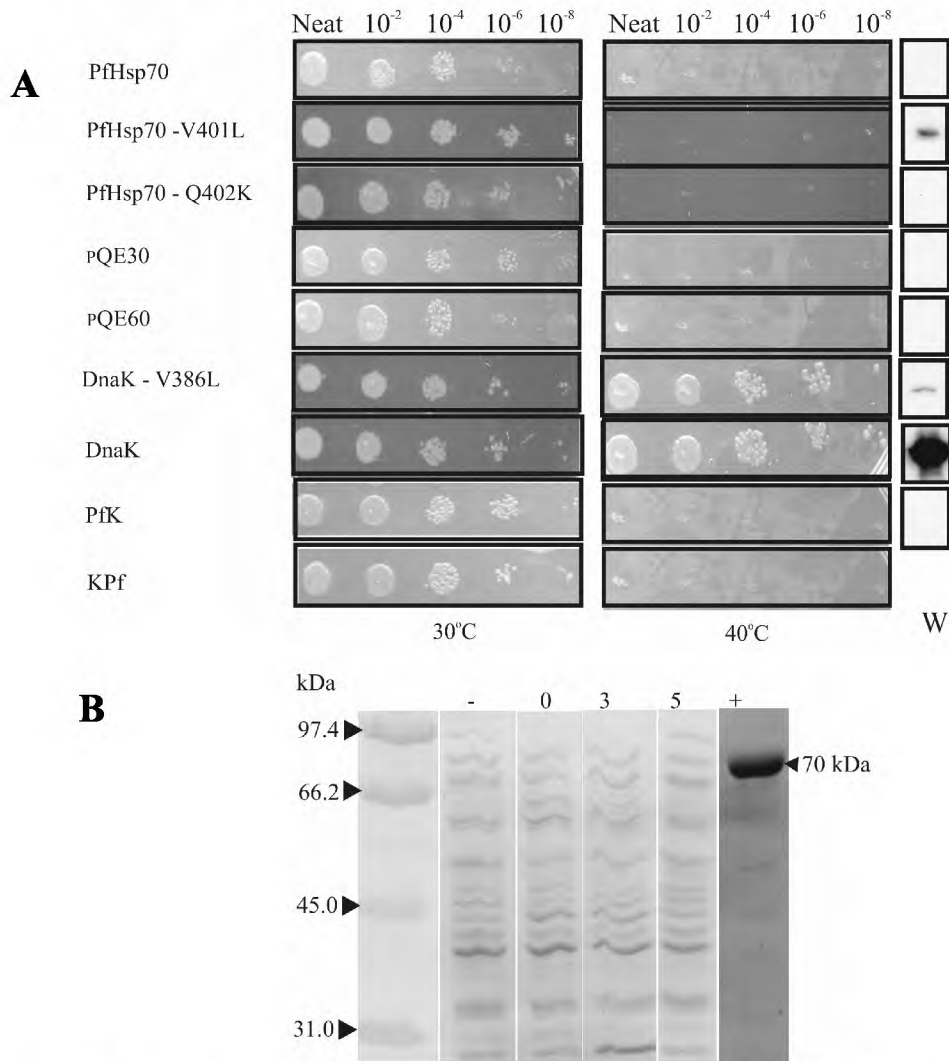 Neat 10-2 10-4 10-6 10-8 Neat 10-2 10-4 10-6 10-8
A
PfHsp70
PfHsp70 -V401L
PfHsp70 - Q402K
PQE30
PQE60
DnaK - V386L
DnaK
PfK
KPf
30°C 40°C W
B
kDa
- 0 3 5 +
97.4
70 kDa
66.2
45.0
31.0